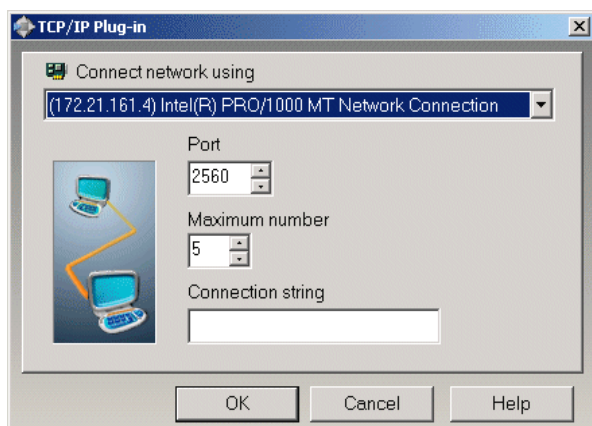 TCP/IP Plug-in
Connect network using
(172.21.161.4) Intel(R) PRO/1000 MT Network Connection
Port
2560
Maximum number
5
Connection string
OK Cancel Help